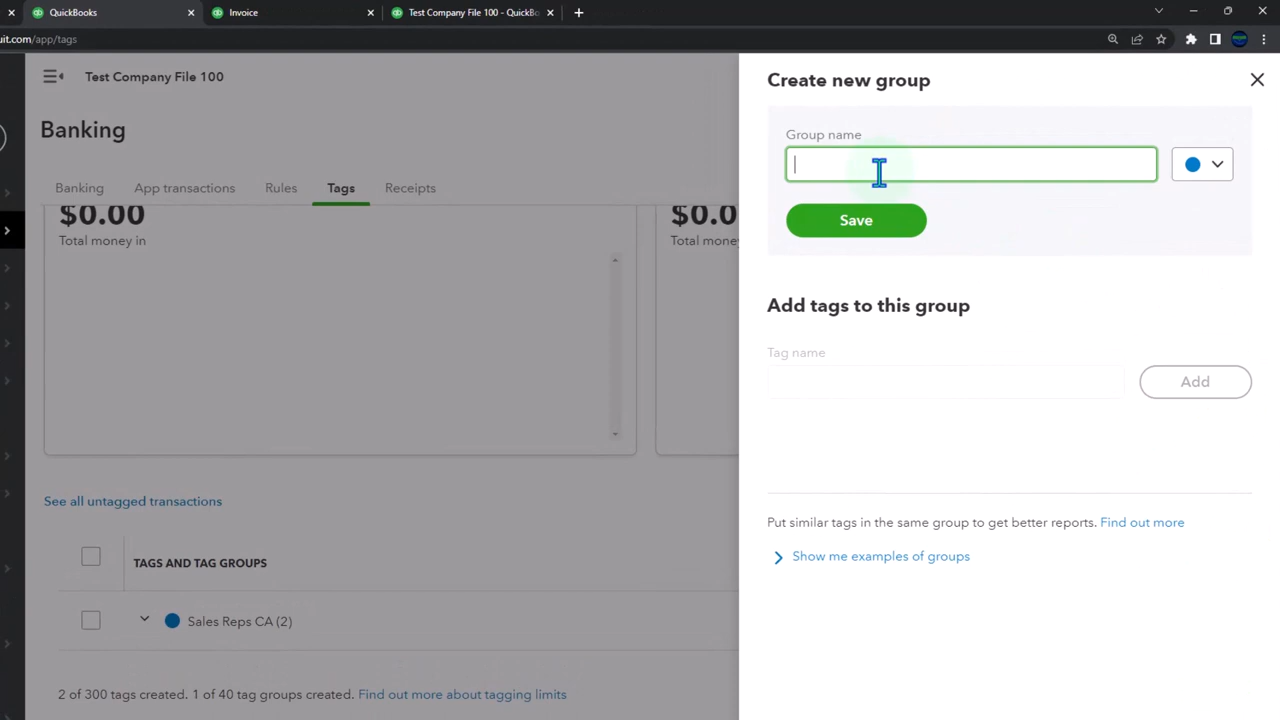 QuickBooks
Invoice
Test Company File 100 - QuickBo
uit.com/app/tags
Test Company File 100
Create new group
Banking
Group name
Banking
App transactions
Rules
Tags
Receipts
Save
$0.00
$0.0
Total money in
Total money
Add tags to this group
Tag name
Add
See all untagged transactions
Put similar tags in the same group to get better reports. Find out more
Show me examples of groups
TAGS AND TAG GROUPS
Sales Reps CA (2)
2 of 300 tags created. 1 of 40 tag groups created. Find out more about tagging limits